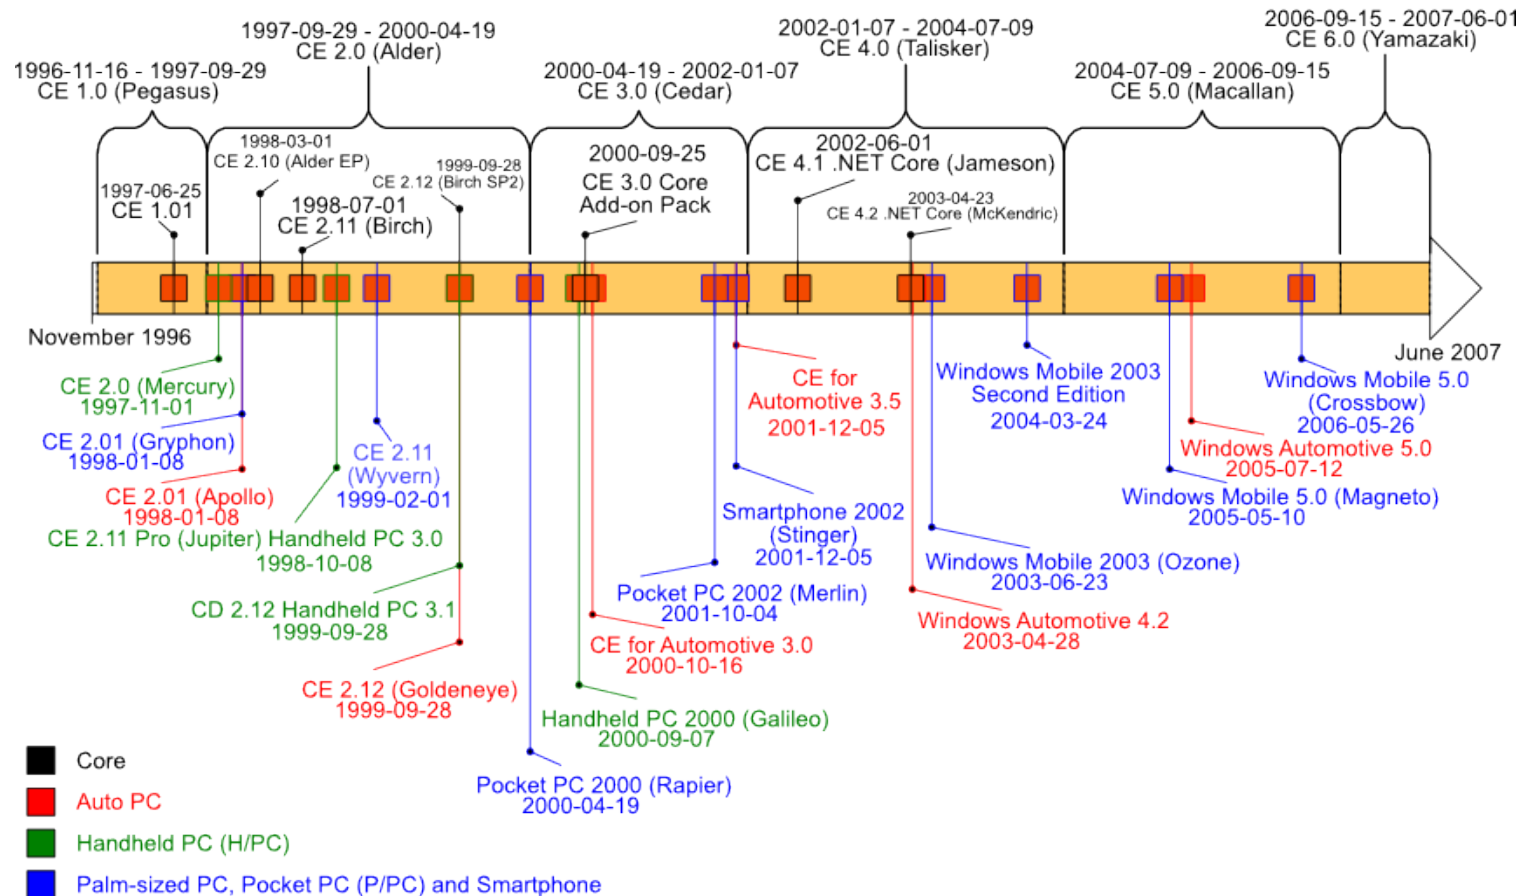 1996-11-16 - 1997-09-29
CE 1.0 (Pegasus)
1997-09-29 - 2000-04-19
CE 2.0 (Alder)
2000-04-19 - 2002-01-07
CE 3.0 (Cedar)
2002-01-07 - 2004-07-09
CE 4.0 (Talisker)
2004-07-09 - 2006-09-15
CE 5.0 (Macallan)
2006-09-15 - 2007-06-01
CE 6.0 (Yamazaki)
1997-06-25
CE 1.01
1998-03-01
CE 2.10 (Alder EP)
1998-07-01
CE 2.11 (Birch)
1999-09-28
CE 2.12 (Birch SP2)
2000-09-25
CE 3.0 Core
Add-on Pack
2002-06-01
CE 4.1 .NET Core (Jameson)
2003-04-23
CE 4.2 .NET Core (McKendric)
November 1996
June 2007
CE 2.0 (Mercury)
1997-11-01
CE 2.01 (Gryphon)
1998-01-08
CE 2.01 (Apollo)
1998-01-08
CE 2.11 Pro (Jupiter) Handheld PC 3.0
1998-10-08
CE 2.11
(Wyvern)
1999-02-01
CD 2.12 Handheld PC 3.1
1999-09-28
CE 2.12 (Goldeneye)
1999-09-28
Pocket PC 2000 (Rapier)
2000-04-19
Handheld PC 2000 (Galileo)
2000-09-07
CE for Automotive 3.0
2000-10-16
Pocket PC 2002 (Merlin)
2001-10-04
Smartphone 2002
(Stinger)
2001-12-05
CE for
Automotive 3.5
2001-12-05
Windows Automotive 4.2
2003-04-28
Windows Mobile 2003 (Ozone)
2003-06-23
Windows Mobile 2003
Second Edition
2004-03-24
Windows Mobile 5.0 (Magneto)
2005-05-10
Windows Automotive 5.0
2005-07-12
Windows Mobile 5.0
(Crossbow)
2006-05-26
Core
Auto PC
Handheld PC (H/PC)
Palm-sized PC, Pocket PC (P/PC) and Smartphone